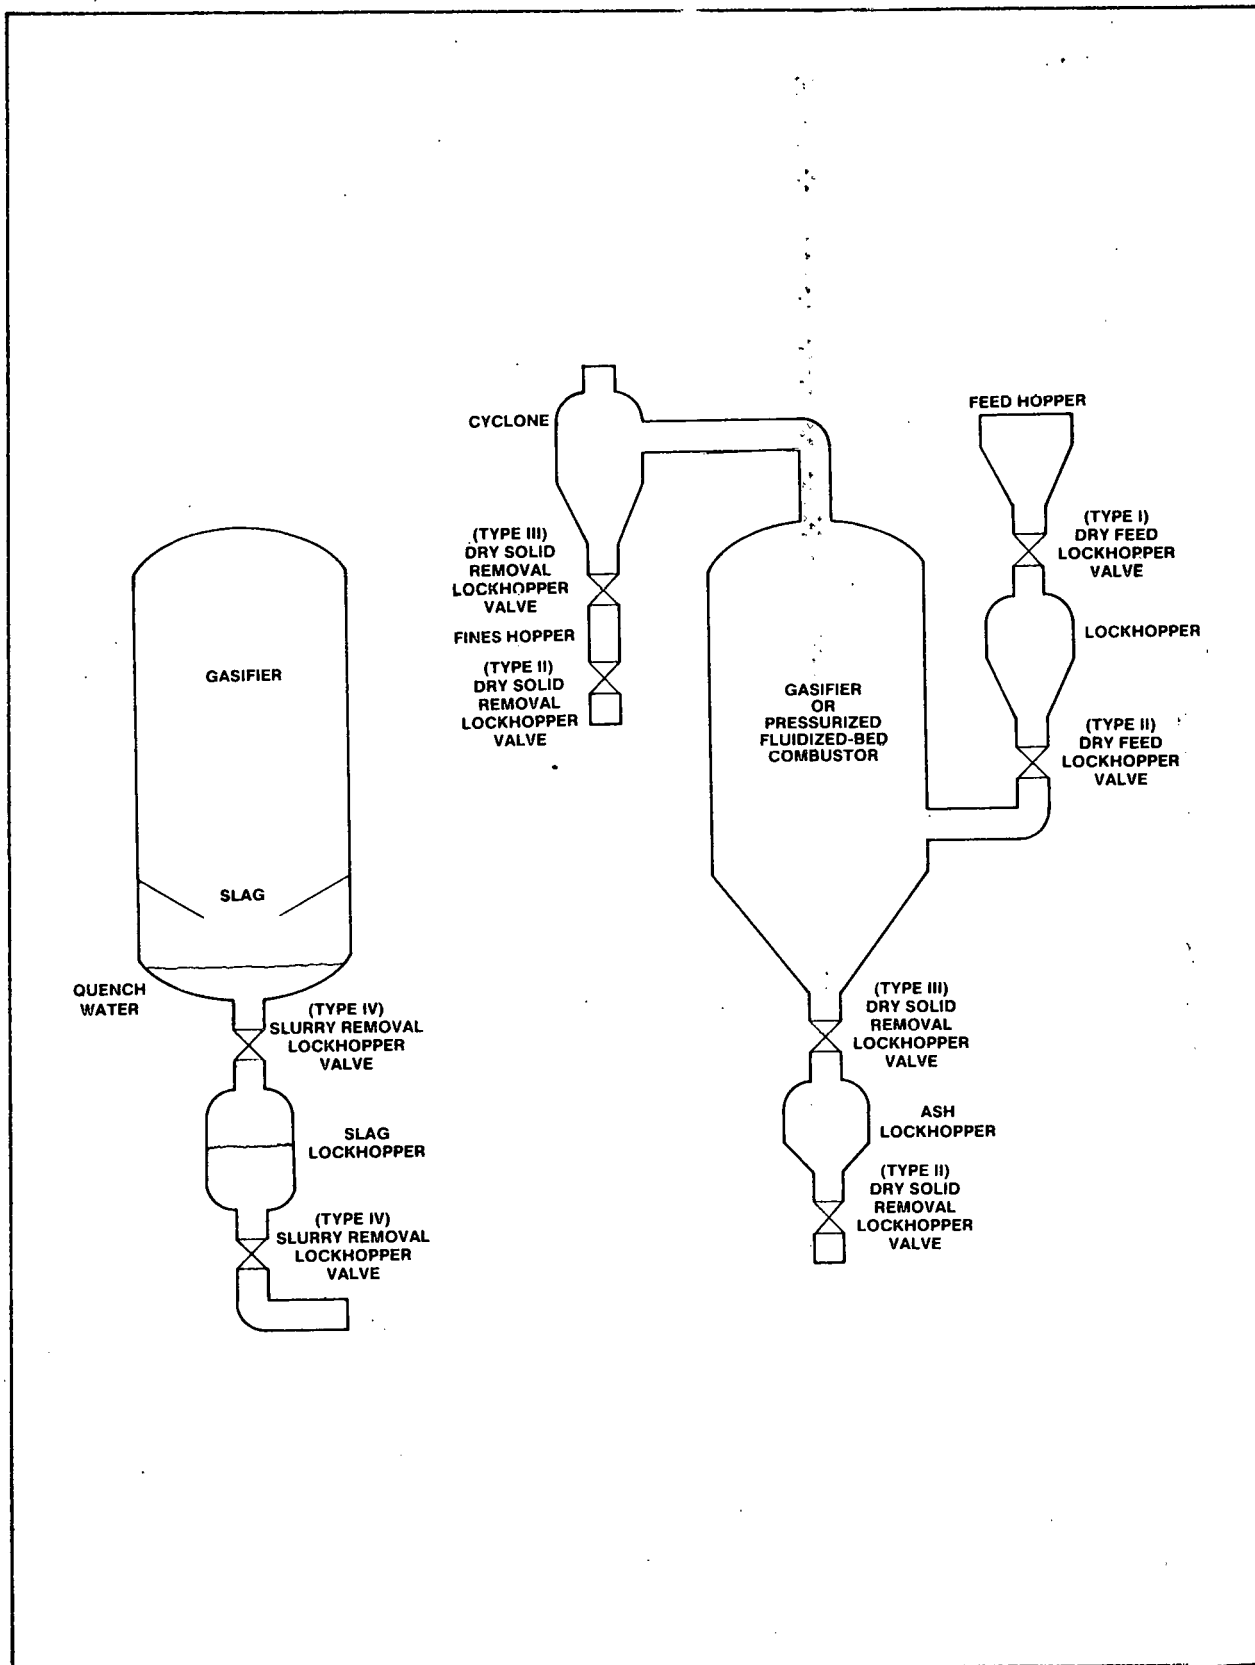 CYCLONE
FEED HOPPER
(TYPE III)
DRY SOLID
REMOVAL
LOCKHOPPER
VALVE
FINES HOPPER
(TYPE II)
DRY SOLID
REMOVAL
LOCKHOPPER
VALVE
(TYPE I)
DRY FEED
LOCKHOPPER
VALVE
LOCKHOPPER
(TYPE II)
DRY FEED
LOCKHOPPER
VALVE
GASIFIER
OR
PRESSURIZED
FLUIDIZED-BED
COMBUSTOR
GASIFIER
SLAG
QUENCH
WATER
(TYPE IV)
SLURRY REMOVAL
LOCKHOPPER
VALVE
SLAG
LOCKHOPPER
(TYPE IV)
SLURRY REMOVAL
LOCKHOPPER
VALVE
(TYPE III)
DRY SOLID
REMOVAL
LOCKHOPPER
VALVE
ASH
LOCKHOPPER
(TYPE II)
DRY SOLID
REMOVAL
LOCKHOPPER
VALVE